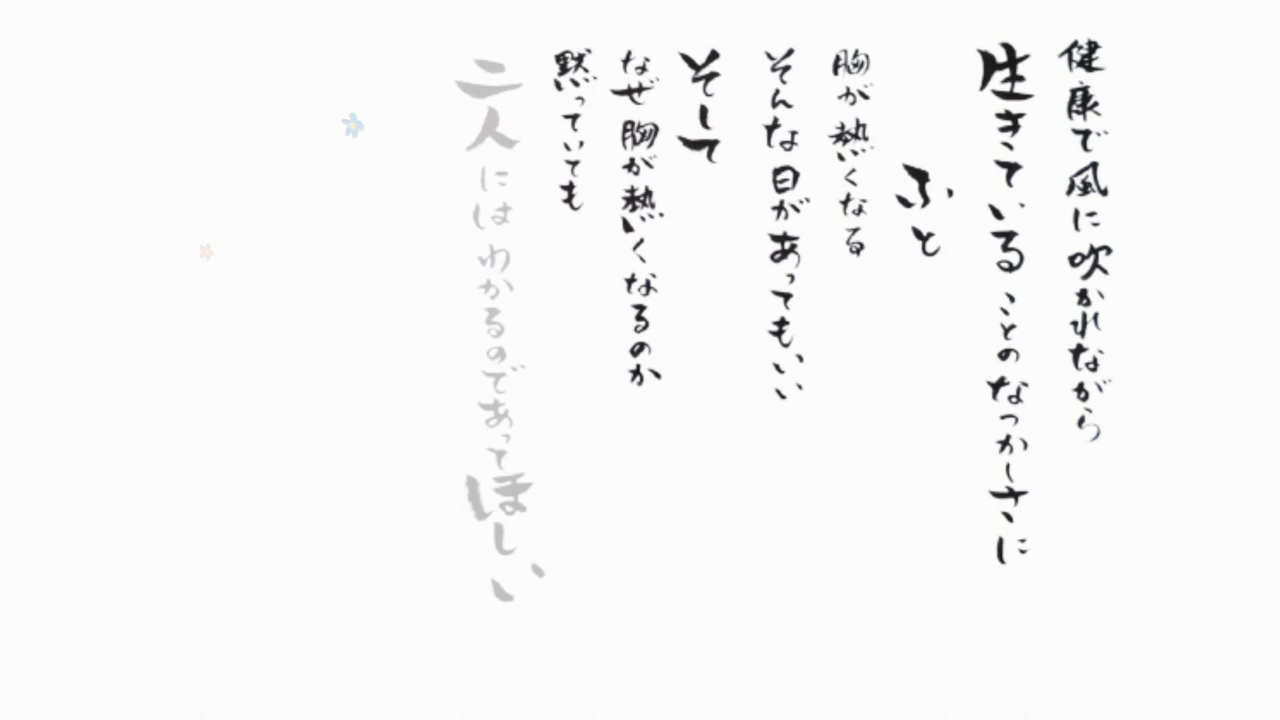 健康で風に吹かれながら
生きていることのなつかしさに
ふと
胸が熱くなる
そんな日があってもいい
そして
なぜ胸が熱くなるのか
黙っていても
二人にはわかるのであってほしい